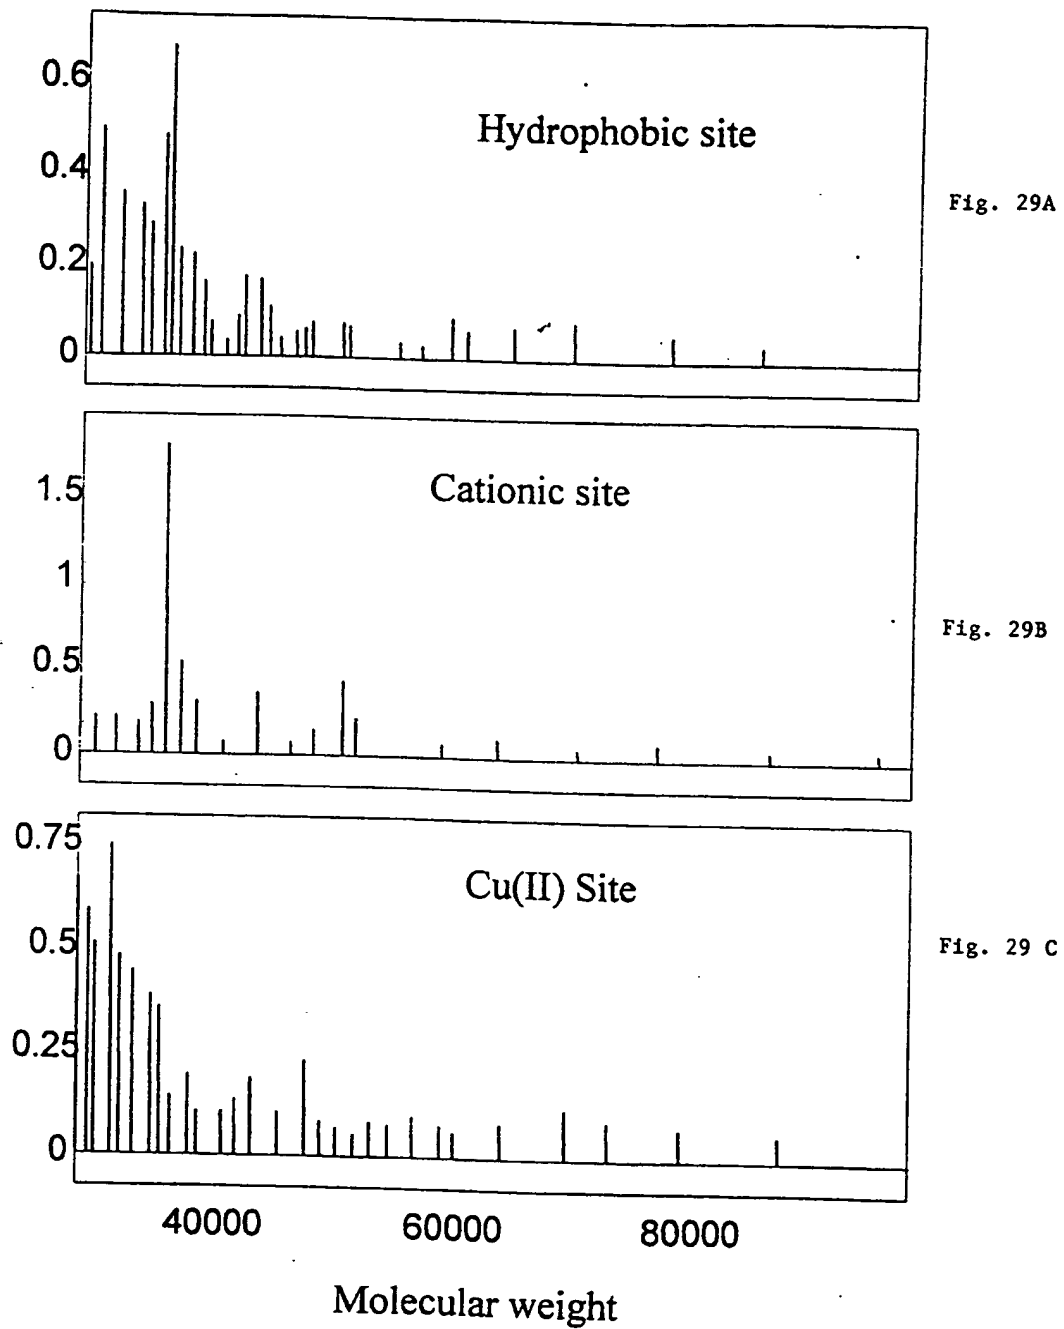 0.6
Hydrophobic site
0.4
Fig. 29A
0.2
0
1.5
Cationic site
1
Fig. 29B
0.5
0
0.75
Cu(II) Site
0.5
Fig. 29 C
0.25
0
40000 60000 80000
Molecular weight